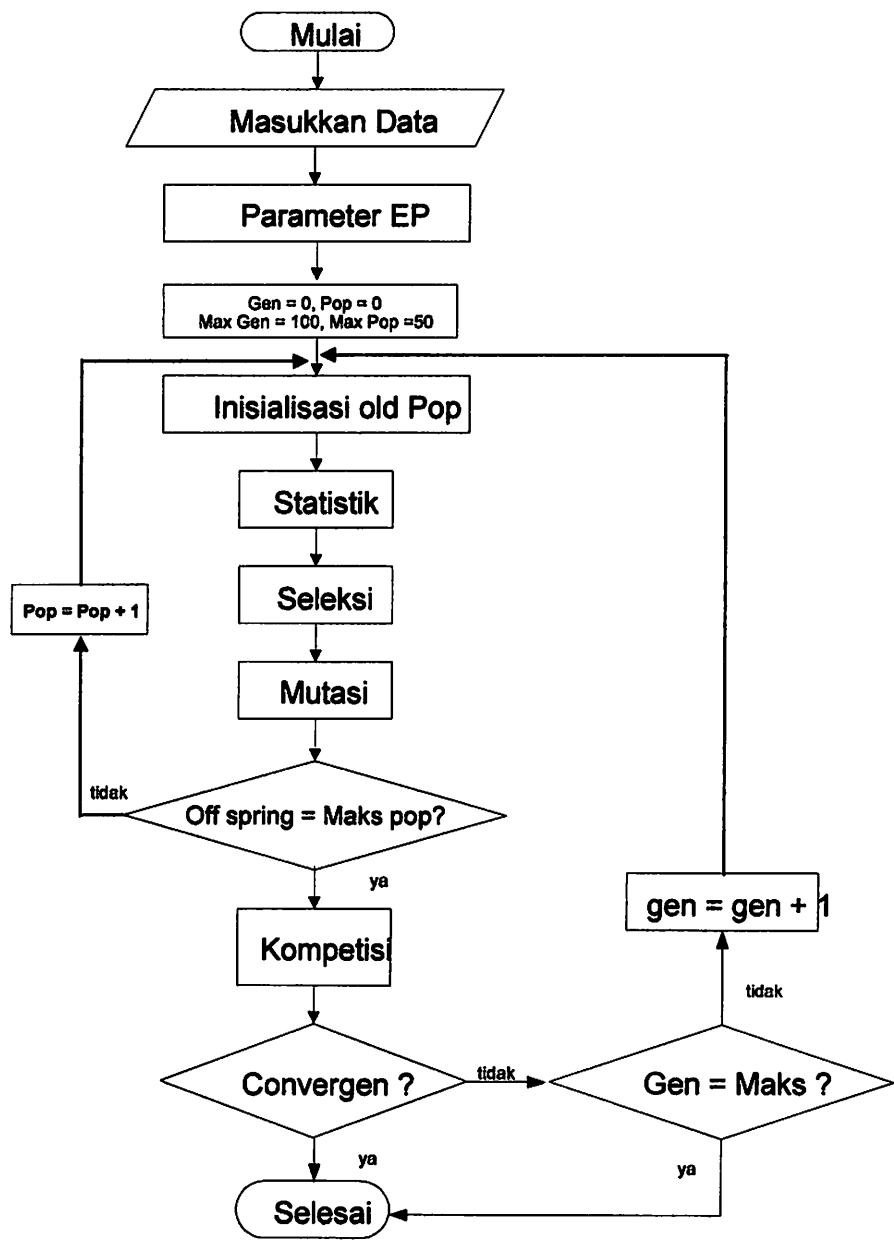 Mulai
Masukkan Data
Parameter EP
Gen = 0, Pop = 0
Max Gen = 100, Max Pop =50
Inisialisasi old Pop
Statistik
Seleksi
Pop = Pop + 1
Mutasi
tidak
Off spring = Maks pop?
ya
gen = gen + 1
Kompetisi
tidak
Convergen ?
tidak
Gen = Maks ?
ya
ya
Selesai